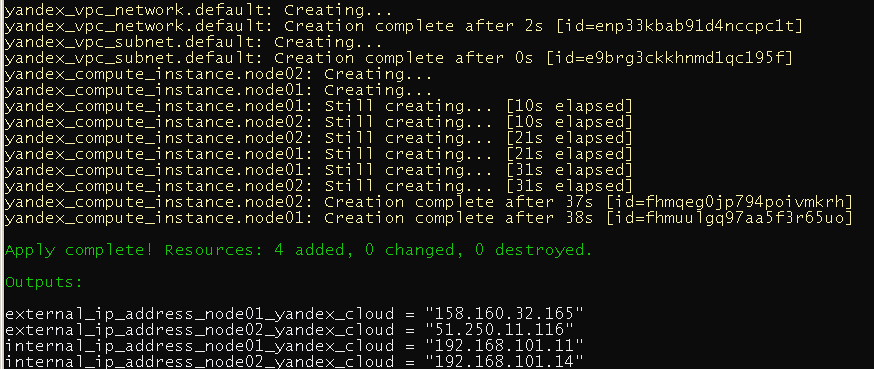 yandex_vpc_network.default: Creating...
yandex_vpc_network.default: Creation complete after 2s [id=enp33kbab91d4nccpc1t]
yandex_vpc_subnet.default: Creating...
yandex_vpc_subnet.default: Creation complete after 0s [id=e9brg3ckkhnmd1qc195f]
yandex_compute_instance.node02: Creating...
yandex_compute_instance.node01: Creating...
yandex_compute_instance.node01: Still creating... [10s elapsed]
yandex_compute_instance.node02: Still creating... [10s elapsed]
yandex_compute_instance.node02: Still creating... [21s elapsed]
yandex_compute_instance.node01: Still creating... [21s elapsed]
yandex_compute_instance.node01: Still creating... [31s elapsed]
yandex_compute_instance.node02: Still creating... [31s elapsed]
yandex_compute_instance.node02: Creation complete after 37s [id=fhmqeg0jp794poivmkrh]
yandex_compute_instance.node01: Creation complete after 38s [id=fhmuulgq97aa5f3r65uo]
Apply complete! Resources: 4 added, 0 changed, 0 destroyed.
Outputs:
external_ip_address_node01_yandex_cloud = "158.160.32.165"
external_ip_address_node02_yandex_cloud = "51.250.11.116"
internal_ip_address_node01_yandex_cloud = "192.168.101.11"
internal_ip_address_node02_yandex_cloud = "192.168.101.14"